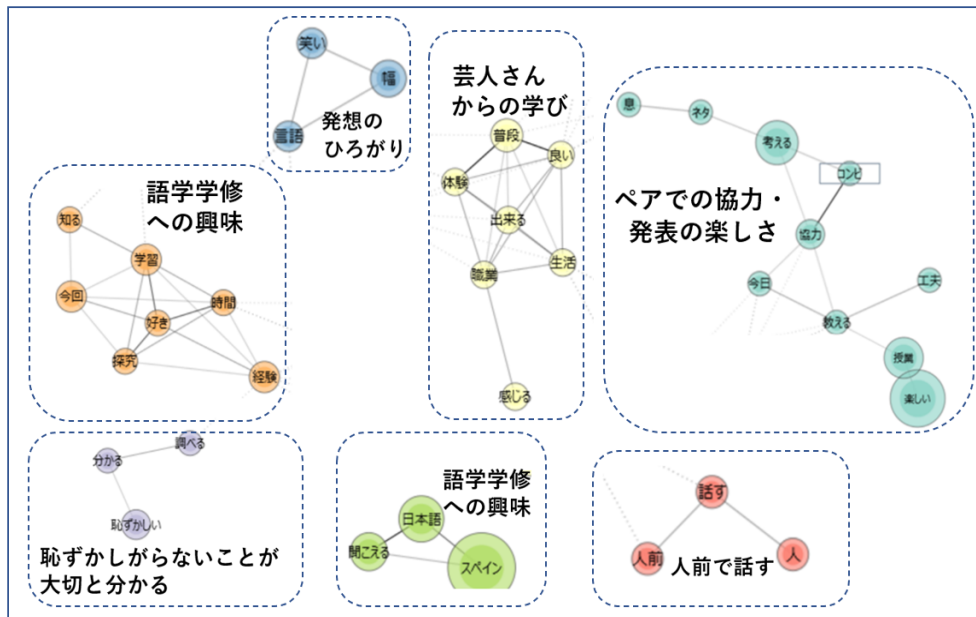 笑い
幅
言語
発想の
ひろがり
芸人さん
からの学び
普段
良い
体験
出来る
職業
生活
感じる
息
ネタ
考える
コンビ
ペアでの協力・
発表の楽しさ
協力
今日
工夫
教える
授業
楽しい
語学学修
への興味
知る
学習
今回
時間
好き
探究
経験
調べる
分かる
恥ずかしい
恥ずかしがらないことが
大切と分かる
語学学修
への興味
日本語
聞こえる
スペイン
話す
人前
人
人前で話す